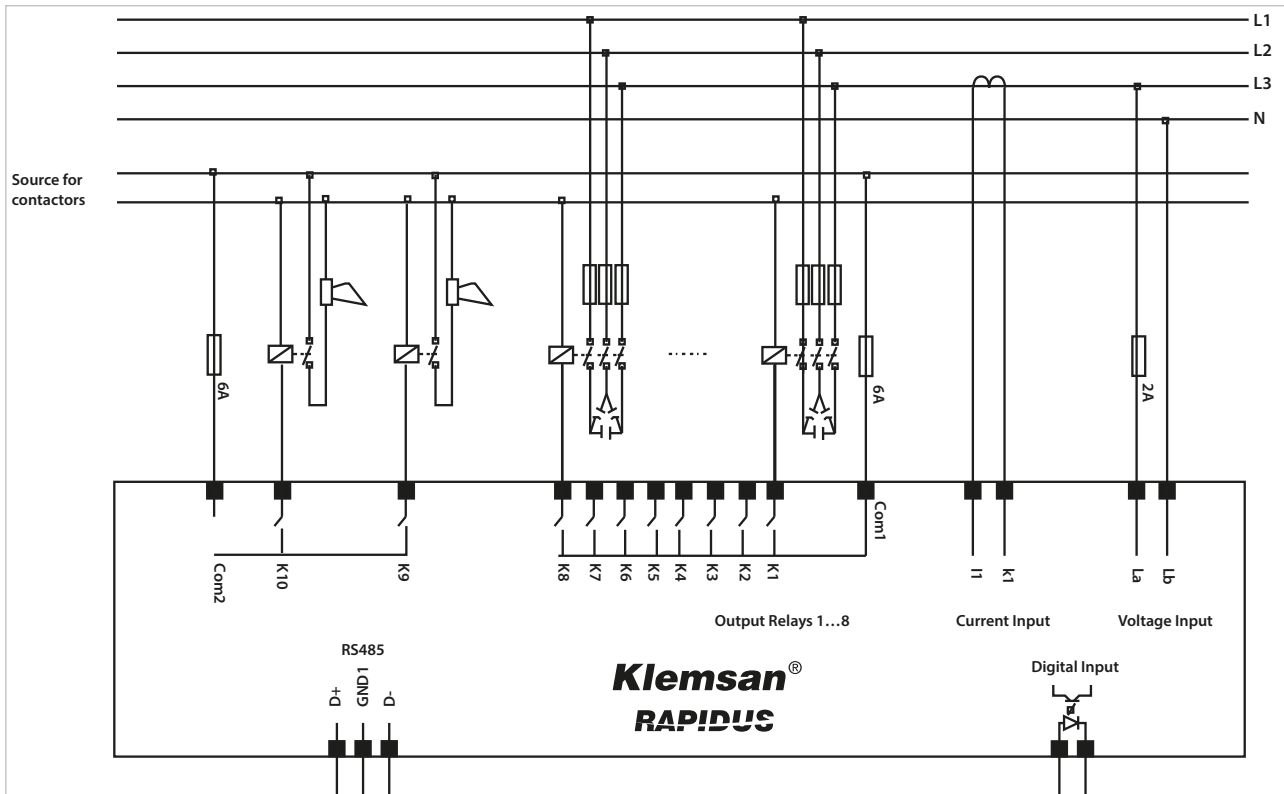 L1
L2
L3
N
Source for
contactors
6A
6A
2A
Com1
Com2
K10
K9
K8
K7
K6
K5
K4
K3
K2
K1
l1
k1
La
Lb
Output Relays 1...8
Current Input
Voltage Input
RS485
D+
GND1
D-
Digital Input
Klemsan®
RAPIDUS